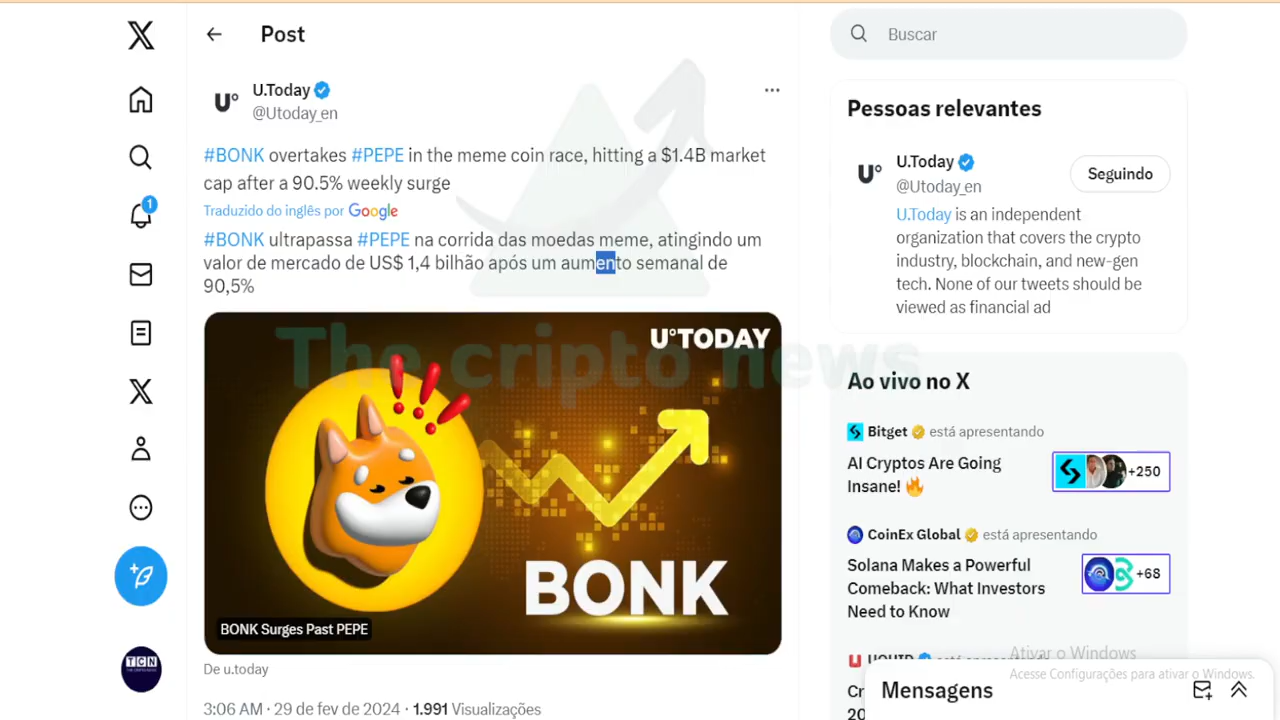 Post
Buscar
U.Today
@Utoday_en
#BONK overtakes #PEPE in the meme coin race, hitting a $1.4B market
cap after a 90.5% weekly surge
Traduzido do inglês por Google
#BONK ultrapassa #PEPE na corrida das moedas meme, atingindo um
valor de mercado de US$ 1,4 bilhão após um aumento semanal de
90,5%
The cripto news
U°TODAY
BONK
BONK Surges Past PEPE
De u.today
3:06 AM · 29 de fev de 2024 · 1.991 Visualizações
1
TCN
Pessoas relevantes
U.Today
@Utoday_en
Seguindo
U.Today is an independent
organization that covers the crypto
industry, blockchain, and new-gen
tech. None of our tweets should be
viewed as financial ad
Ao vivo no X
Bitget está apresentando
AI Cryptos Are Going
Insane!
+250
CoinEx Global está apresentando
Solana Makes a Powerful
Comeback: What Investors
Need to Know
+68
Ativar o Windows
Acesse Configurações para ativar o Windows.
Mensagens